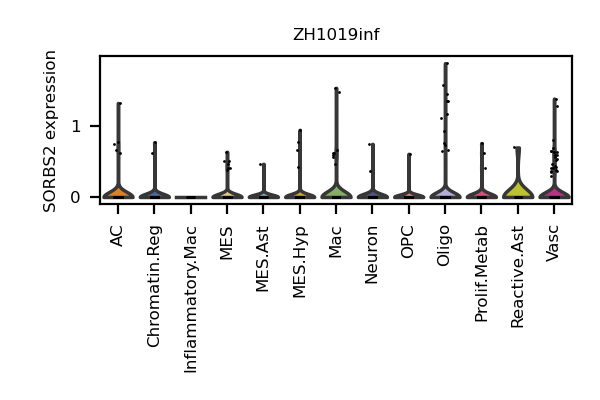 ZH1019inf
SORBS2 expression
1
0
AC
Chromatin.Reg
Inflammatory.Mac
MES
MES.Ast
MES.Hyp
Mac
Neuron
OPC
Oligo
Prolif.Metab
Reactive.Ast
Vasc